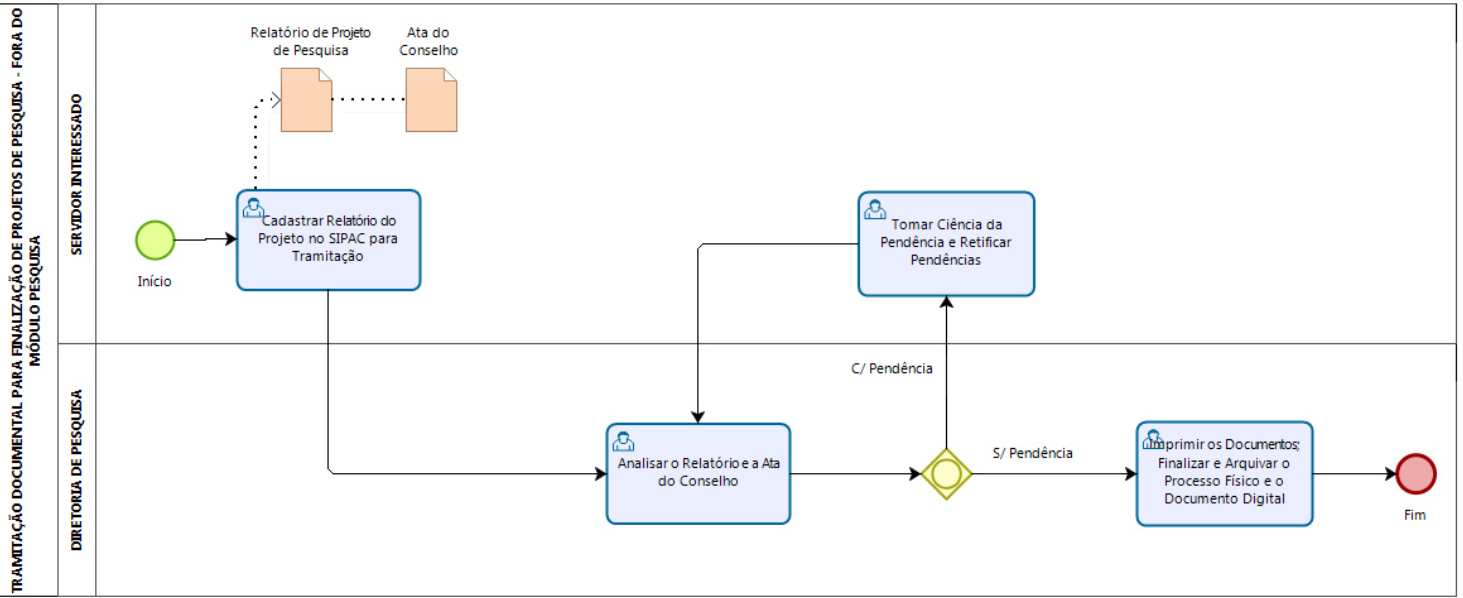 TRAMITAÇÃO DOCUMENTAL PARA FINALIZAÇÃO DE PROJETOS DE PESQUISA - FORA DO
MÓDULO PESQUISA
SERVIDOR INTERESSADO
Relatório de Projeto
de Pesquisa
Ata do
Conselho
Início
Cadastrar Relatório do
Projeto no SIPAC para
Tramitação
Tomar Ciência da
Pendência e Retificar
Pendências
DIRETORIA DE PESQUISA
C/ Pendência
Analisar o Relatório e a Ata
do Conselho
S/ Pendência
Imprimir os Documentos;
Finalizar e Arquivar o
Processo Físico e o
Documento Digital
Fim